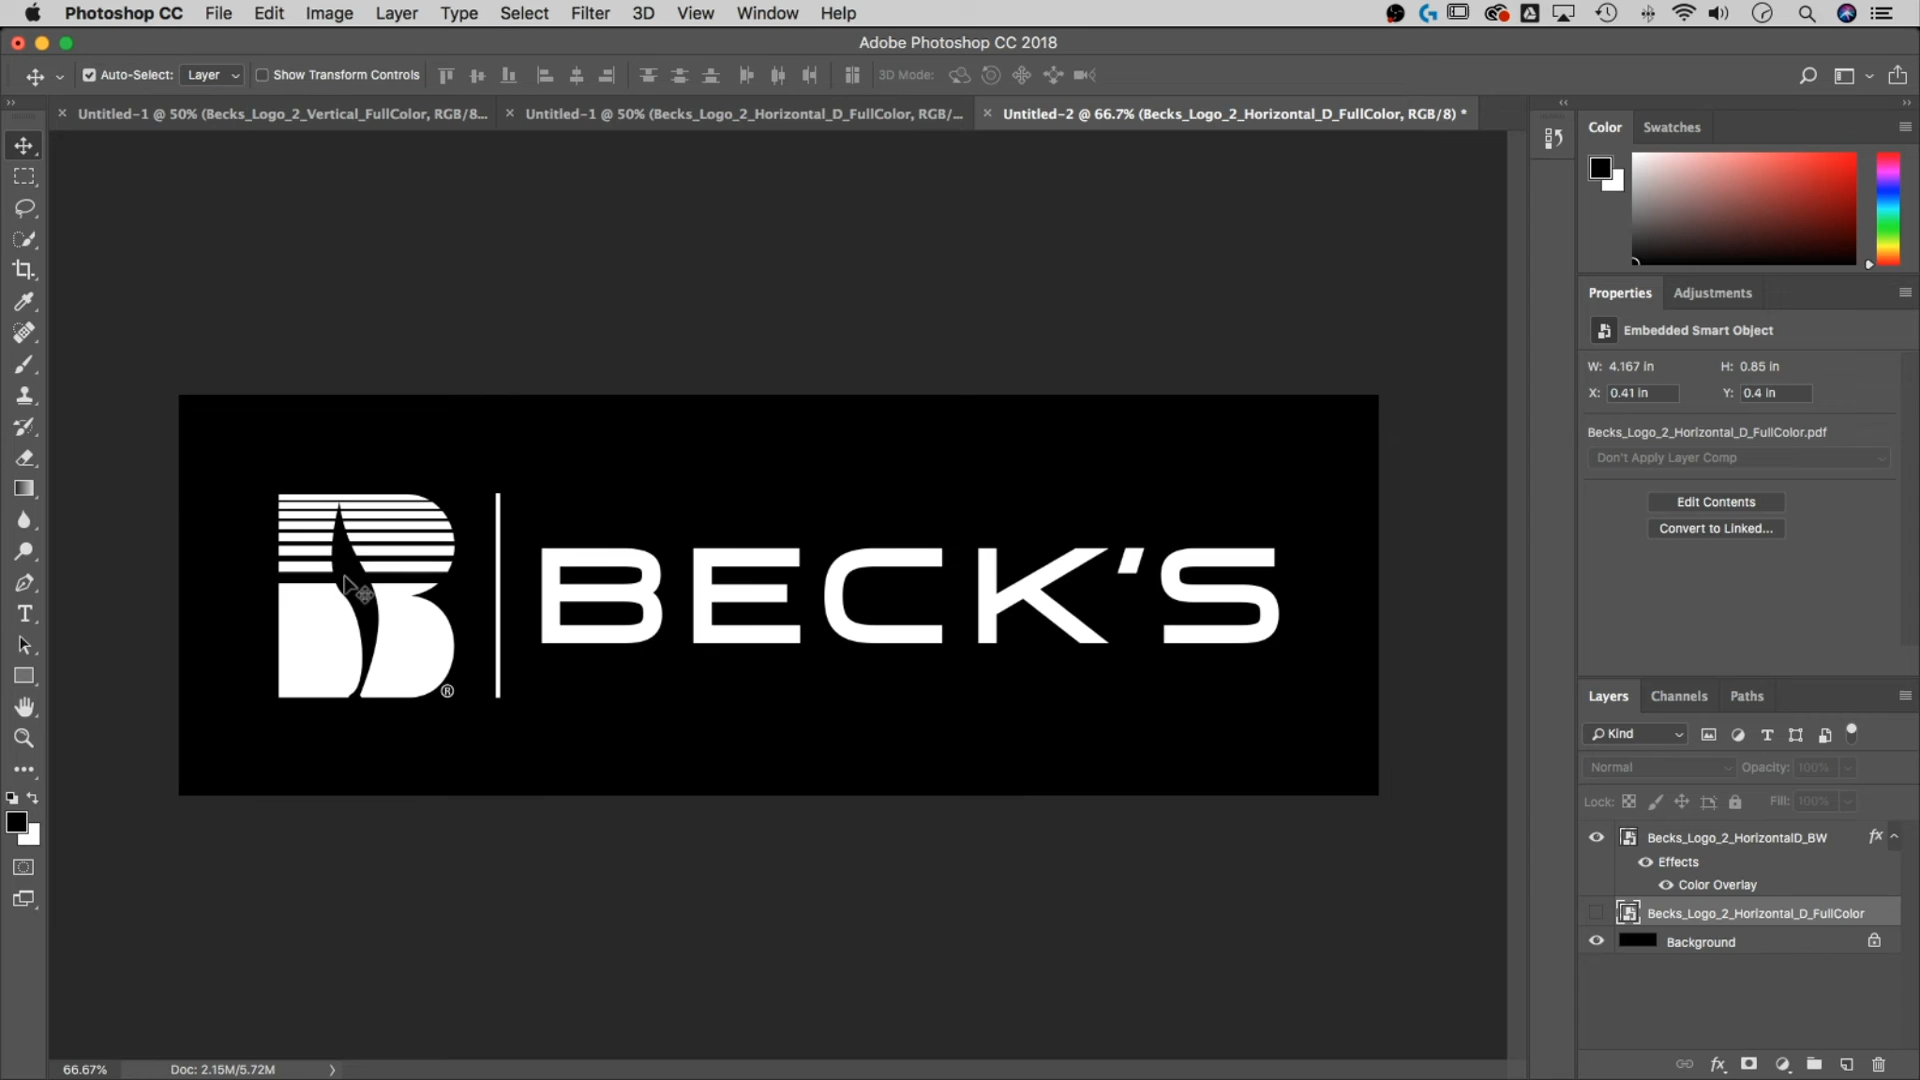 Photoshop CC File Edit Image Layer Type Select Filter 3D View Window Help
Adobe Photoshop CC 2018
Auto-Select: Layer Show Transform Controls 3D Mode:
Untitled-1 @ 50% (Becks_Logo_2_Vertical_FullColor, RGB/8... Untitled-1 @ 50% (Becks_Logo_2_Horizontal_D_FullColor, RGB/... Untitled-2 @ 66.7% (Becks_Logo_2_Horizontal_D_FullColor, RGB/8) *
Color Swatches
Properties Adjustments
Embedded Smart Object
W: 4.167 in H: 0.85 in
X: 0.41 in Y: 0.4 in
Becks_Logo_2_Horizontal_D_FullColor.pdf
Don't Apply Layer Comp
Edit Contents
Convert to Linked...
B ® BECK'S
Layers Channels Paths
Kind
Normal Opacity: 100%
Lock: Fill: 100%
Becks_Logo_2_HorizontalD_BW fx
Effects
Color Overlay
Becks_Logo_2_Horizontal_D_FullColor
Background
66.67% Doc: 2.15M/5.72M
fx